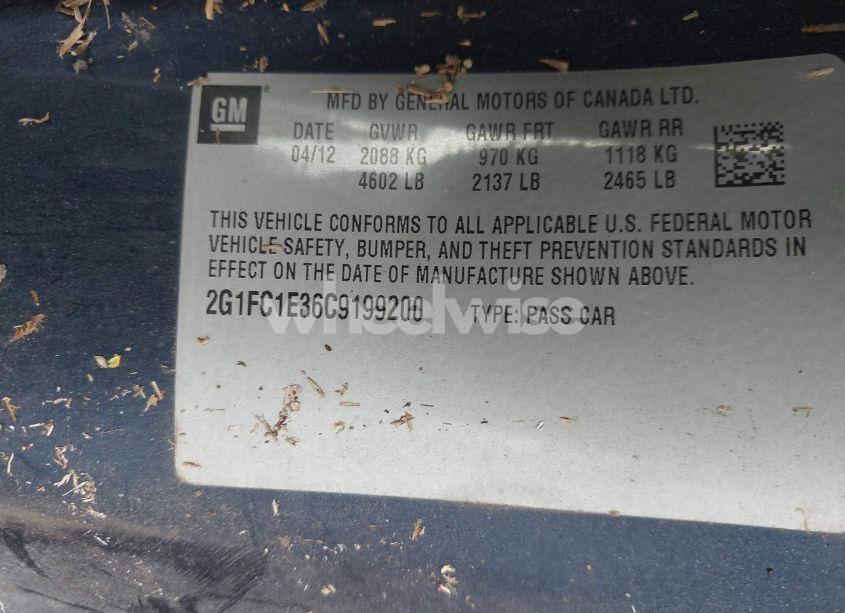 GM ®
MFD BY GENERAL MOTORS OF CANADA LTD.
DATE GVWR GAWR FRT GAWR RR
04/12 2088 KG 970 KG 1118 KG
4602 LB 2137 LB 2465 LB
THIS VEHICLE CONFORMS TO ALL APPLICABLE U.S. FEDERAL MOTOR
VEHICLE SAFETY, BUMPER, AND THEFT PREVENTION STANDARDS IN
EFFECT ON THE DATE OF MANUFACTURE SHOWN ABOVE.
2G1FC1E36C9199200 TYPE: PASS CAR
wheelwise